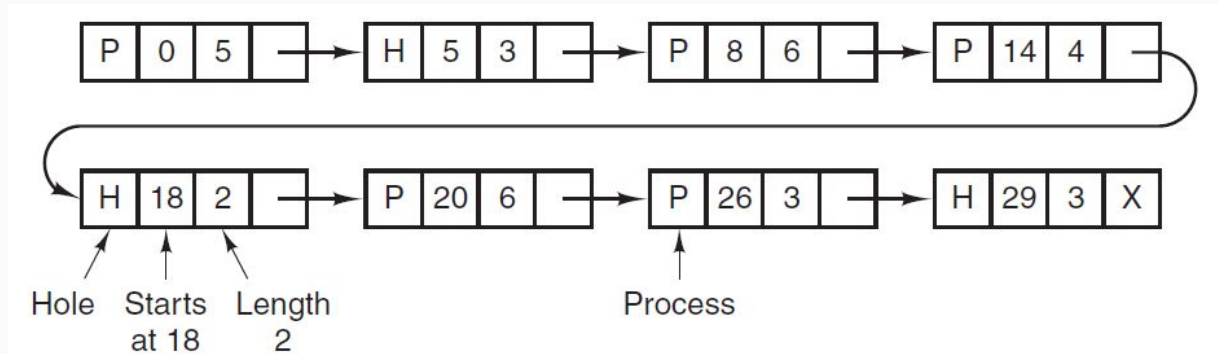 P 0 5 H 5 3 P 8 6 P 14 4
H 18 2 P 20 6 P 26 3 H 29 3 X
Hole Starts Length Process
at 18 2